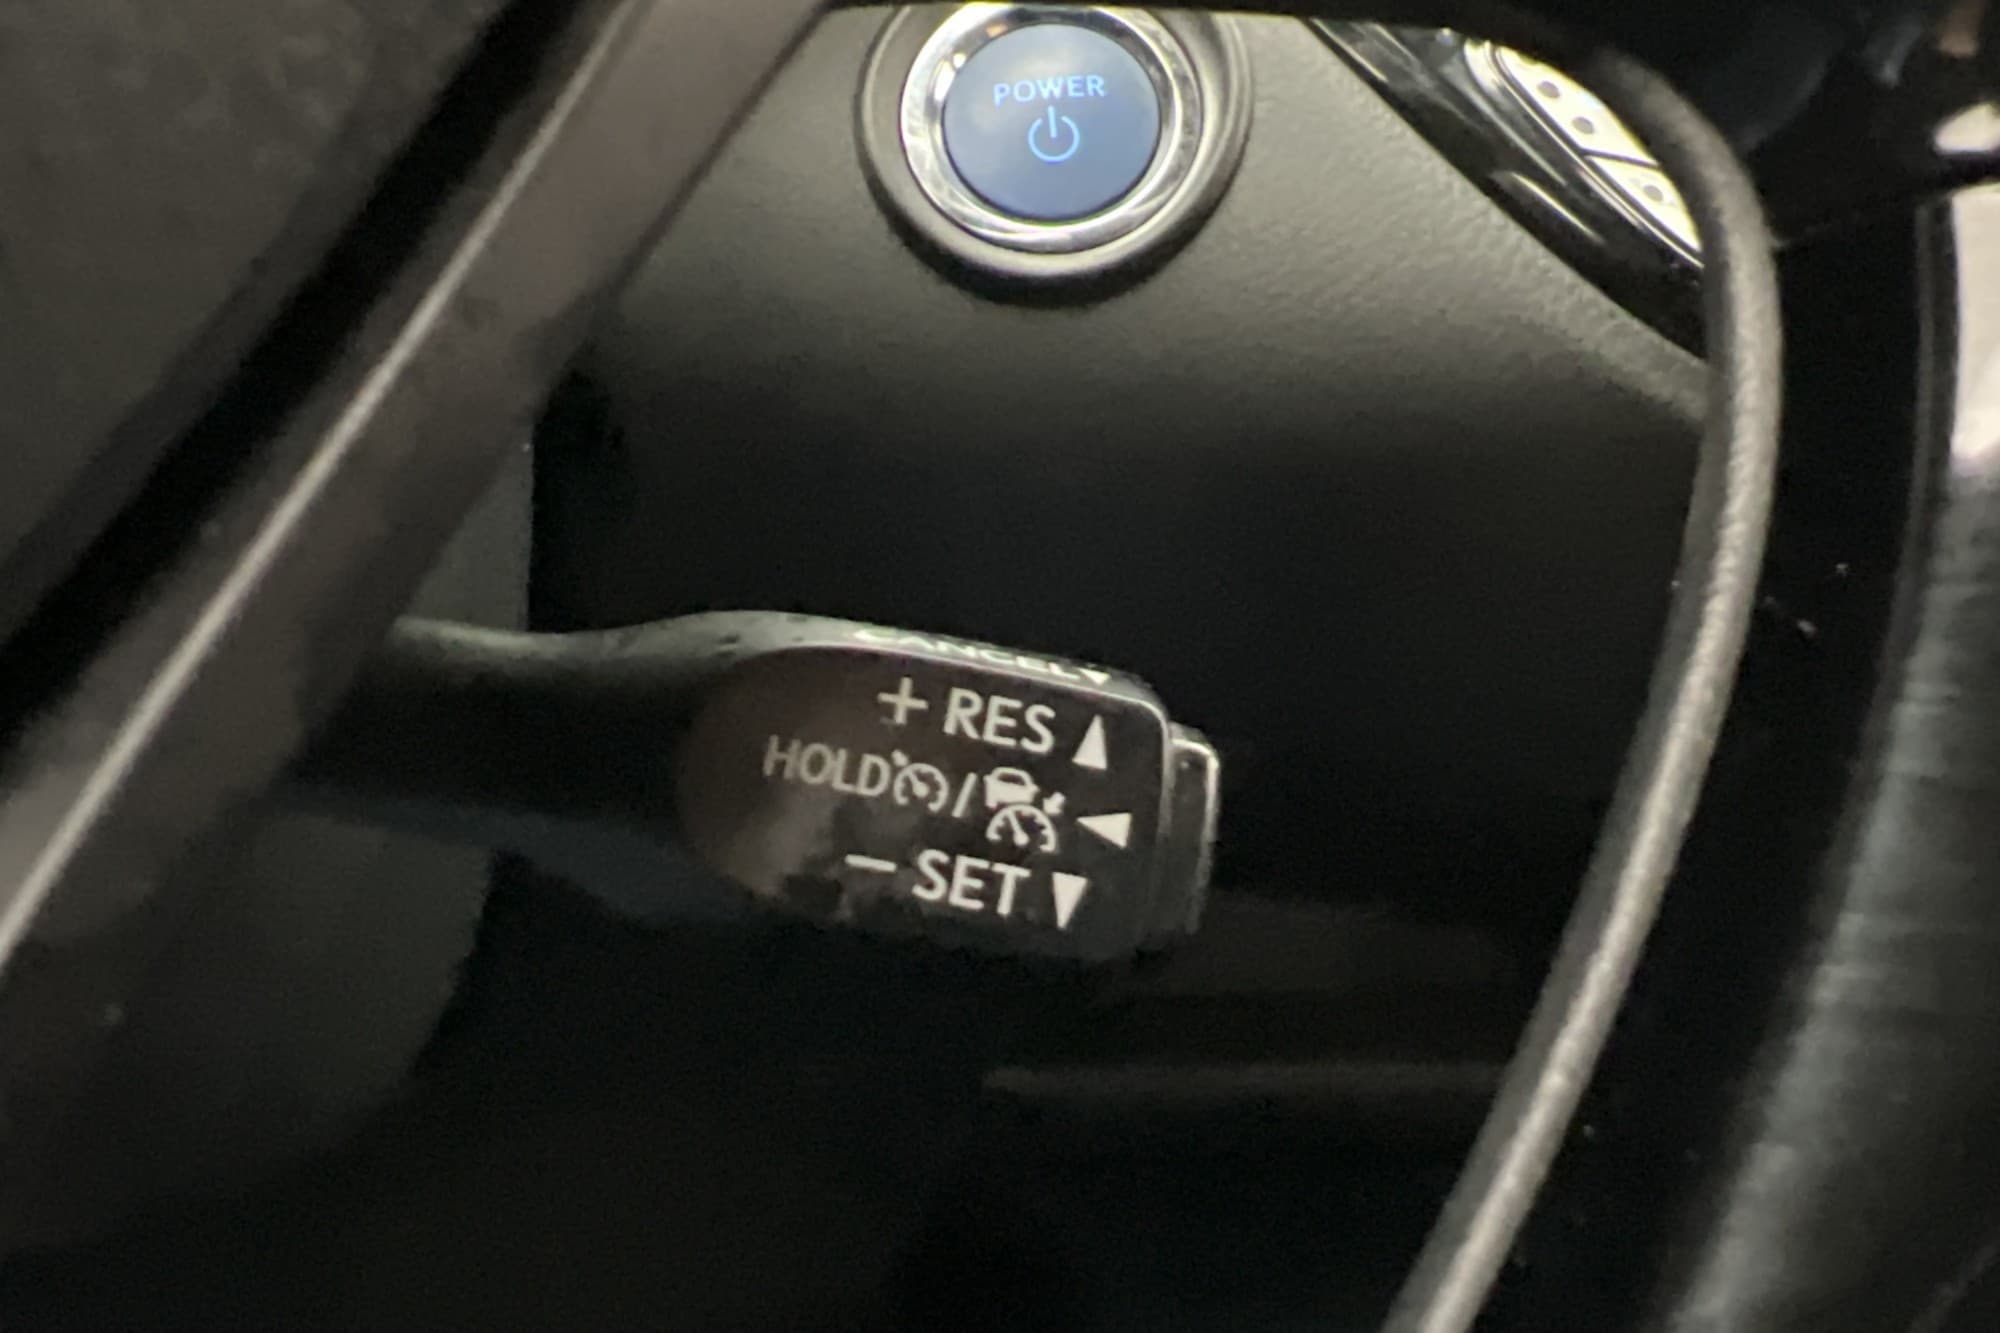 POWER
CANCEL▼
+ RES ▲
HOLD / ◀
− SET ▼